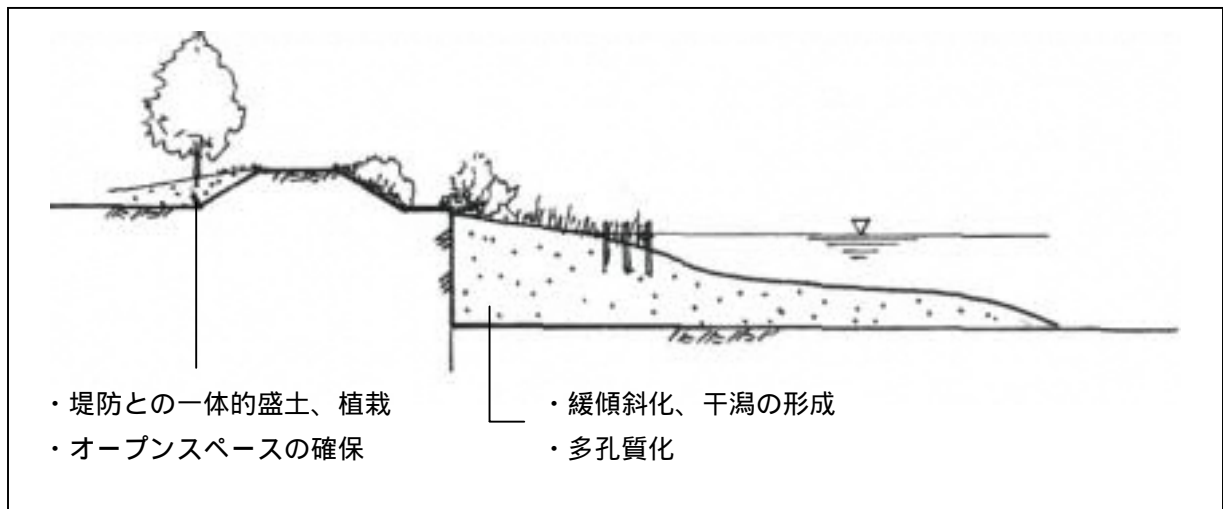 ・堤防との一体的盛土、植栽
・オープンスペースの確保
・緩傾斜化、干潟の形成
・多孔質化